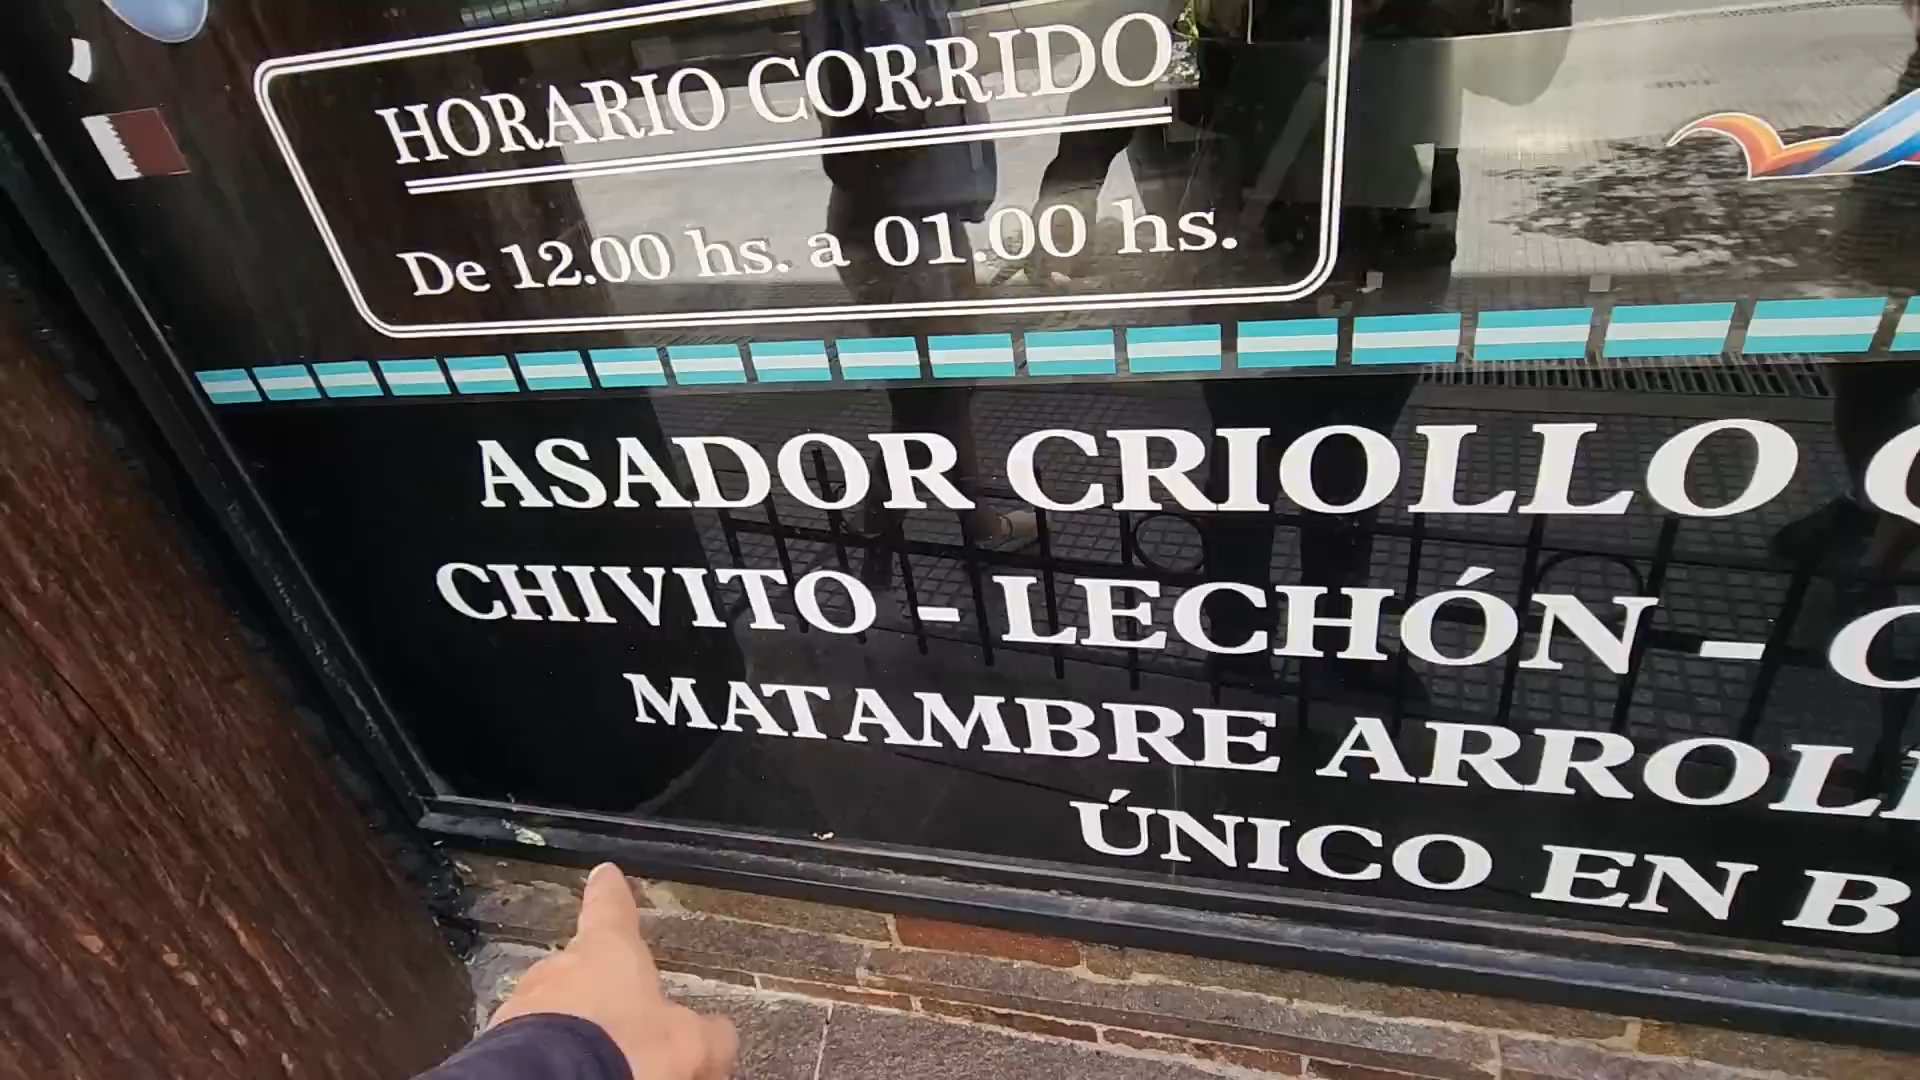 HORARIO CORRIDO
De 12.00 hs. a 01.00 hs.
ASADOR CRIOLLO
CHIVITO - LECHÓN -
MATAMBRE
ÚNICO EN